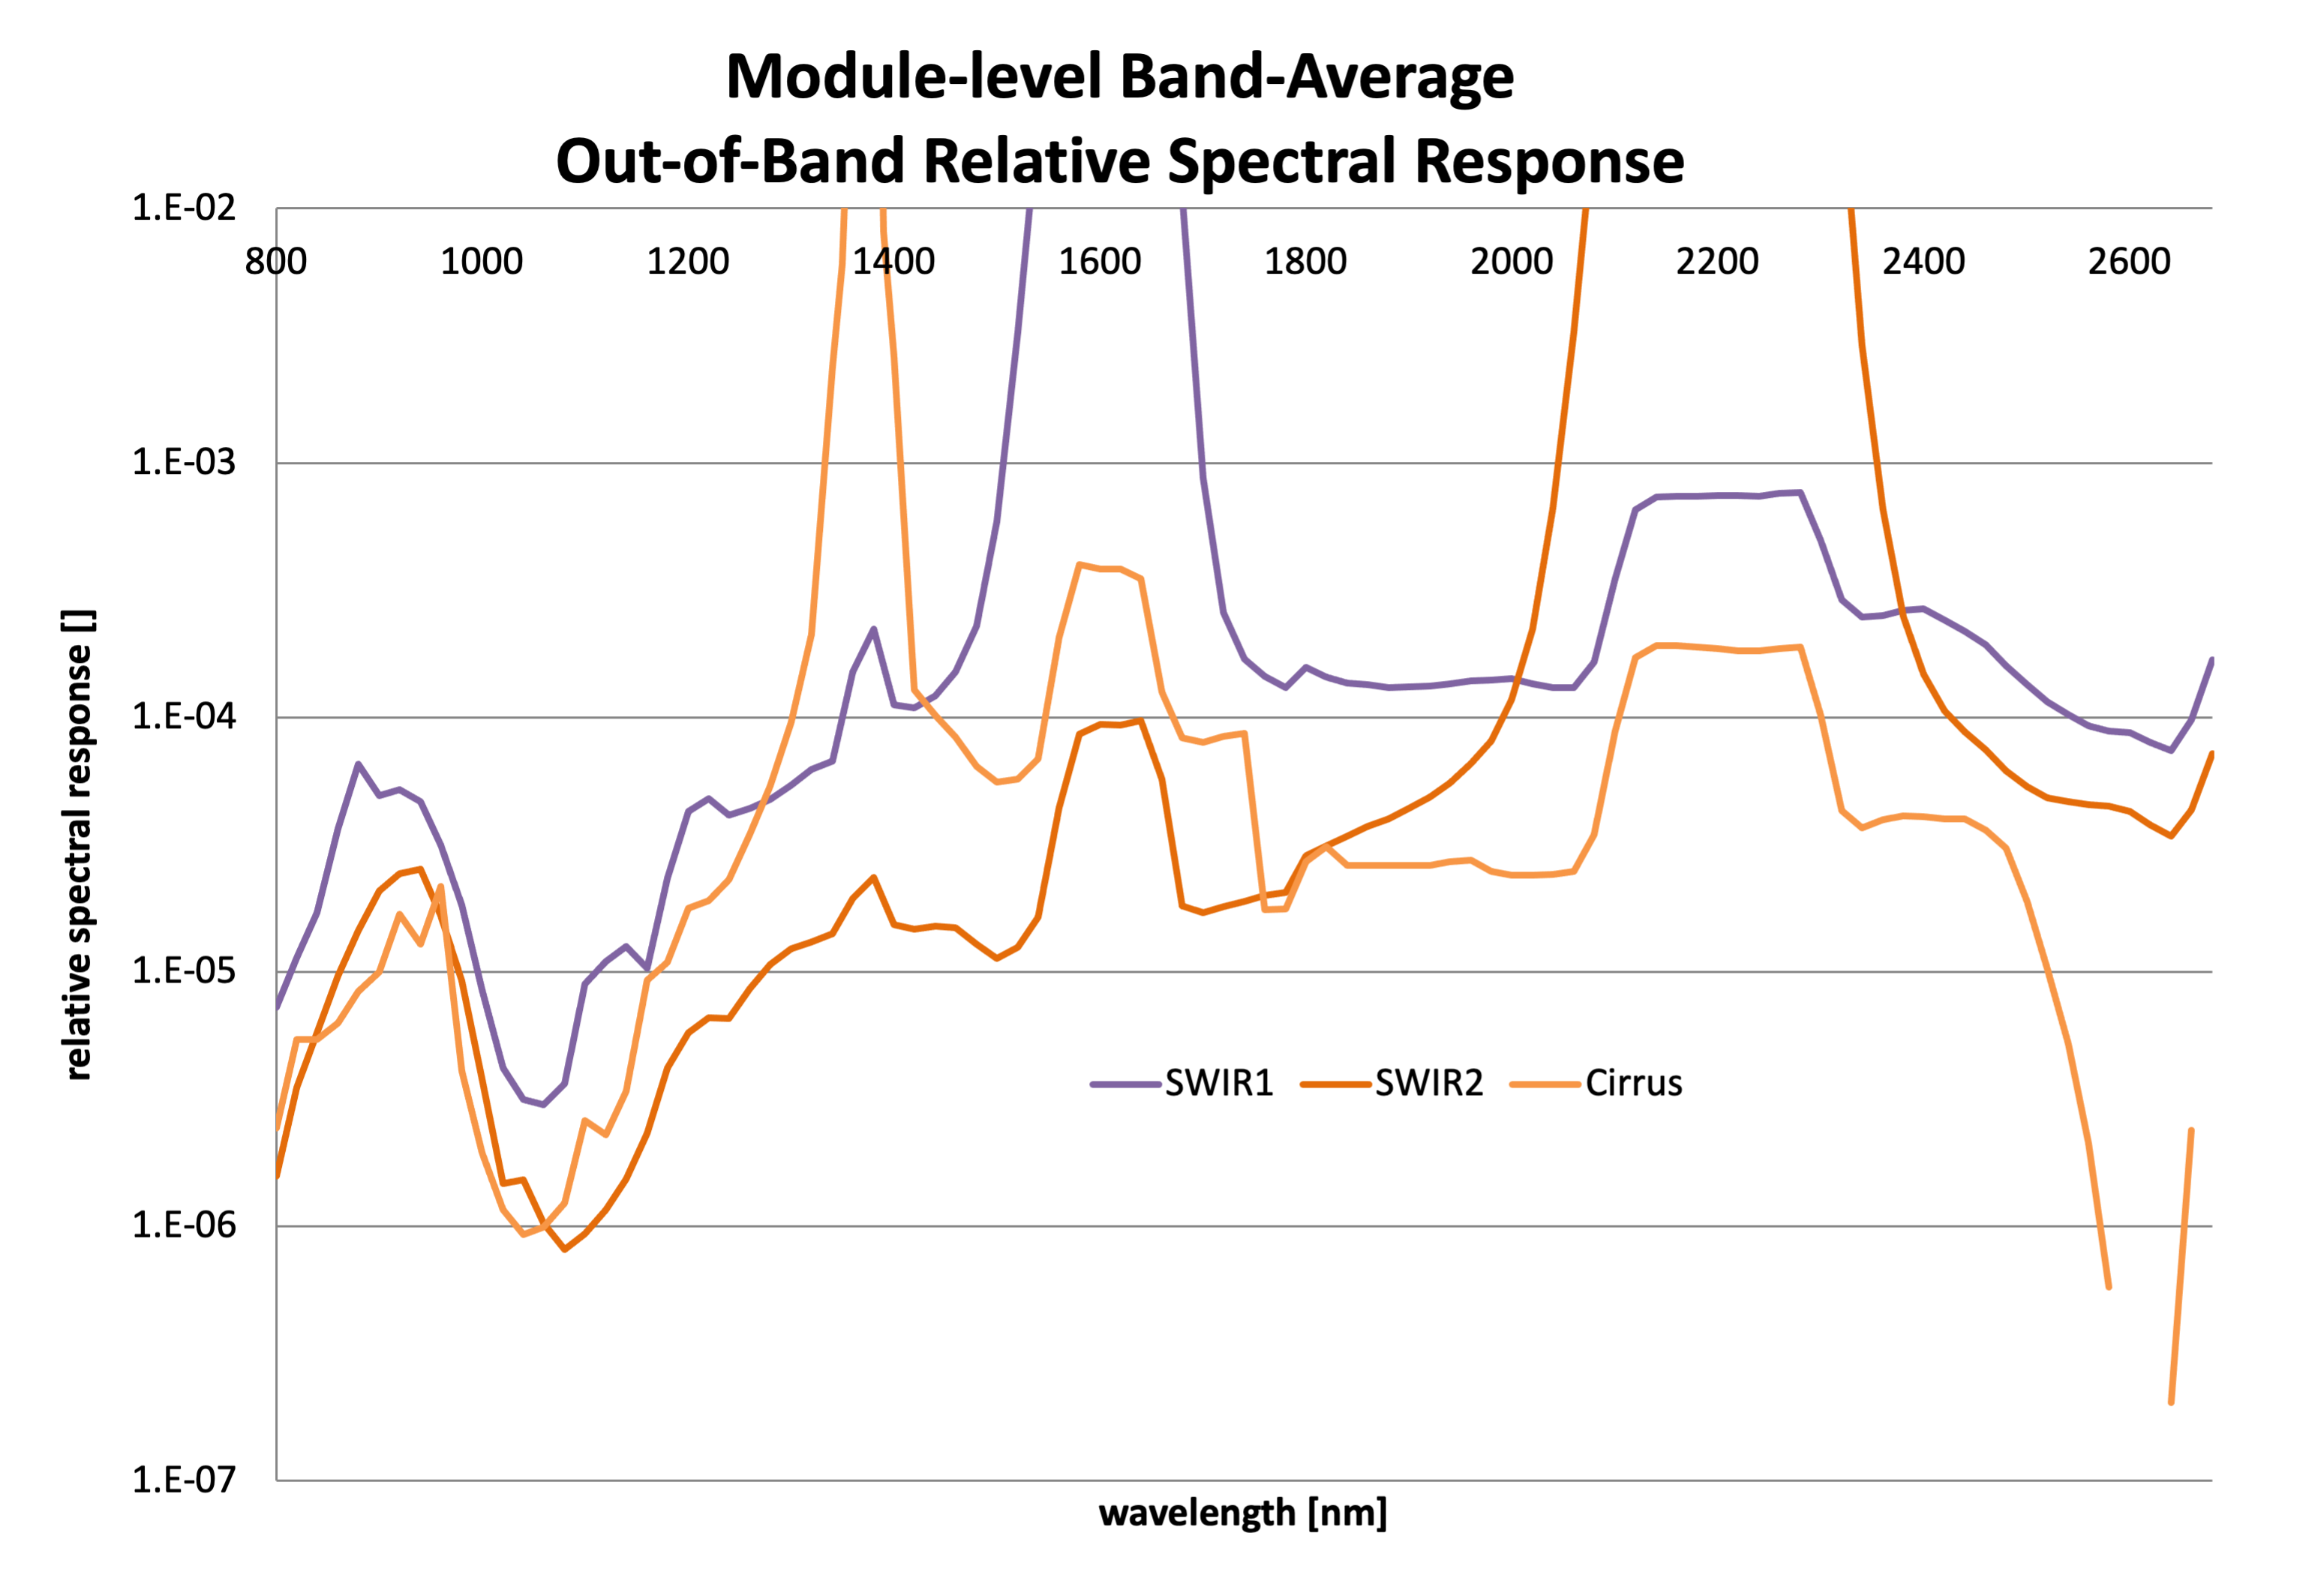 Module-level Band-Average
Out-of-Band Relative Spectral Response
1.E-02
800 1000 1200 1400 1600 1800 2000 2200 2400 2600
1.E-03
1.E-04
1.E-05
1.E-06
1.E-07
relative spectral response []
SWIR1 SWIR2 Cirrus
wavelength [nm]